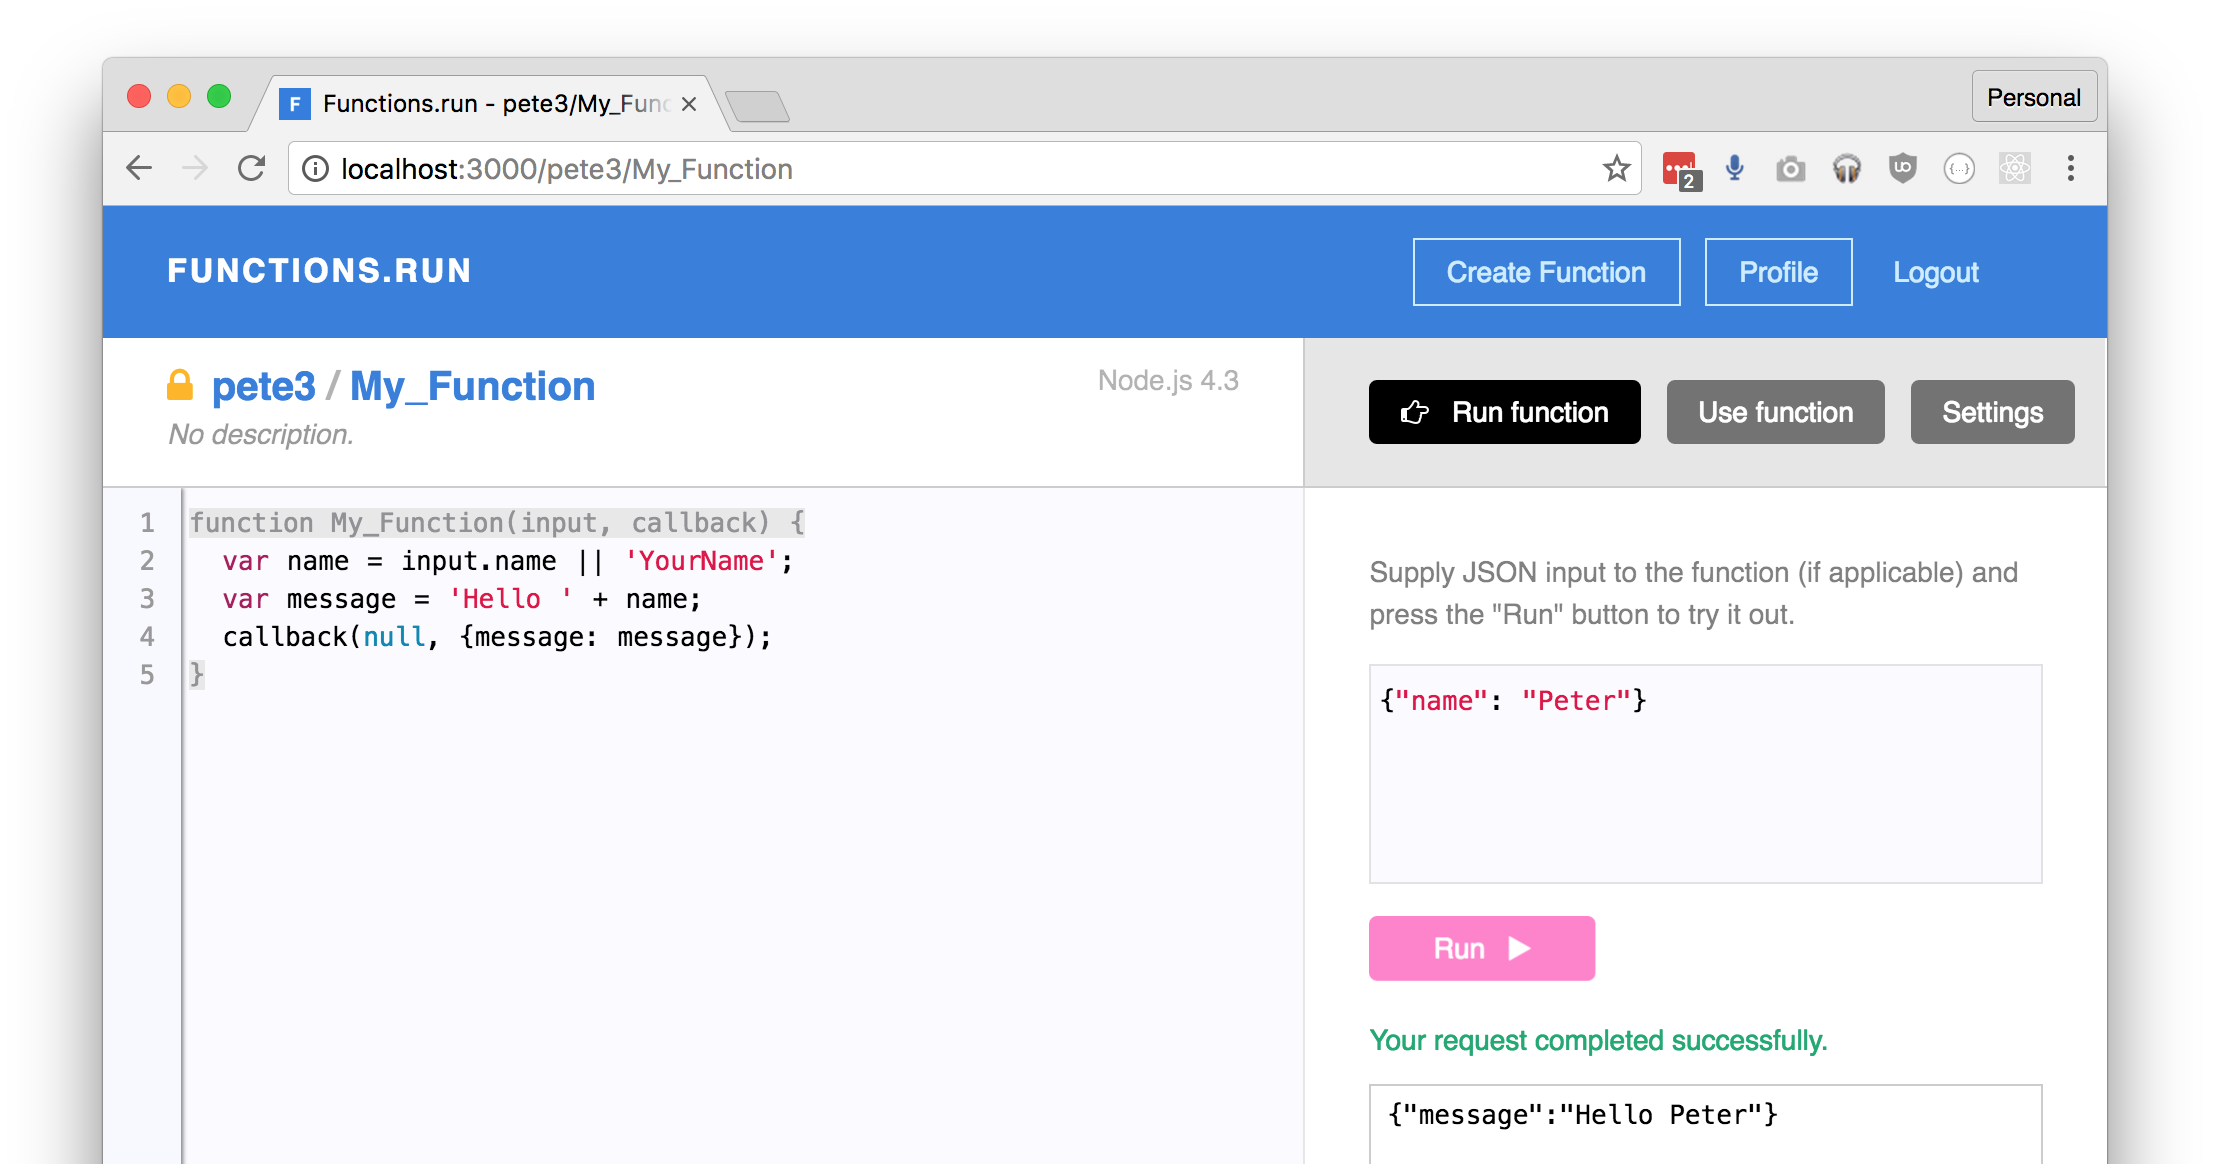 Functions.run - pete3/My_Func
Personal
localhost:3000/pete3/My_Function
2
FUNCTIONS.RUN
Create Function
Profile
Logout
pete3 / My_Function
Node.js 4.3
No description.
Run function
Use function
Settings
1 function My_Function(input, callback) {
2   var name = input.name || 'YourName';
3   var message = 'Hello ' + name;
4   callback(null, {message: message});
5 }
Supply JSON input to the function (if applicable) and
press the "Run" button to try it out.
{"name": "Peter"}
Run
Your request completed successfully.
{"message":"Hello Peter"}